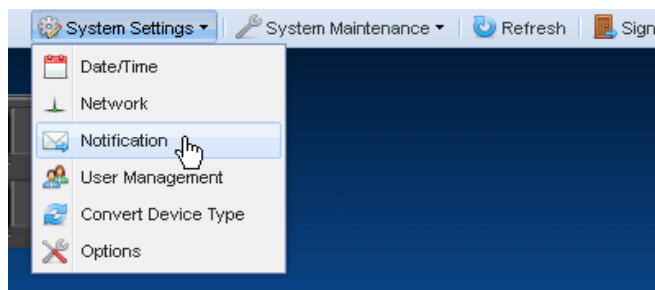 System Settings System Maintenance Refresh Sign
Date/Time
Network
Notification
User Management
Convert Device Type
Options